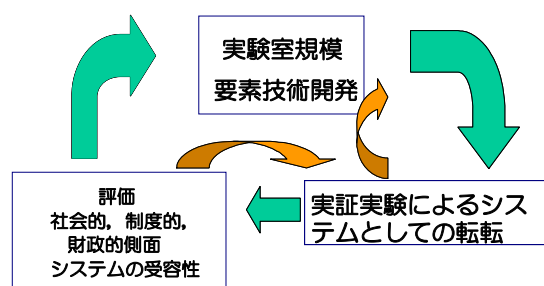 実験室規模
要素技術開発
評価
社会的，制度的，
財政的側面
システムの受容性
実証実験によるシス
テムとしての転転